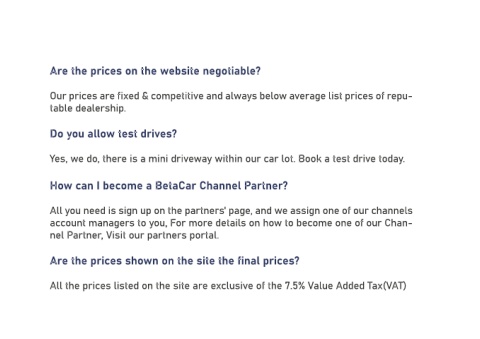 Are the prices on the website negotiable?
Our prices are fixed & competitive and always below average list prices of repu-
table dealership.
Do you allow test drives?
Yes, we do, there is a mini driveway within our car lot. Book a test drive today.
How can I become a BetaCar Channel Partner?
All you need is sign up on the partners' page, and we assign one of our channels
account managers to you, For more details on how to become one of our Chan-
nel Partner, Visit our partners portal.
Are the prices shown on the site the final prices?
All the prices listed on the site are exclusive of the 7.5% Value Added Tax(VAT)